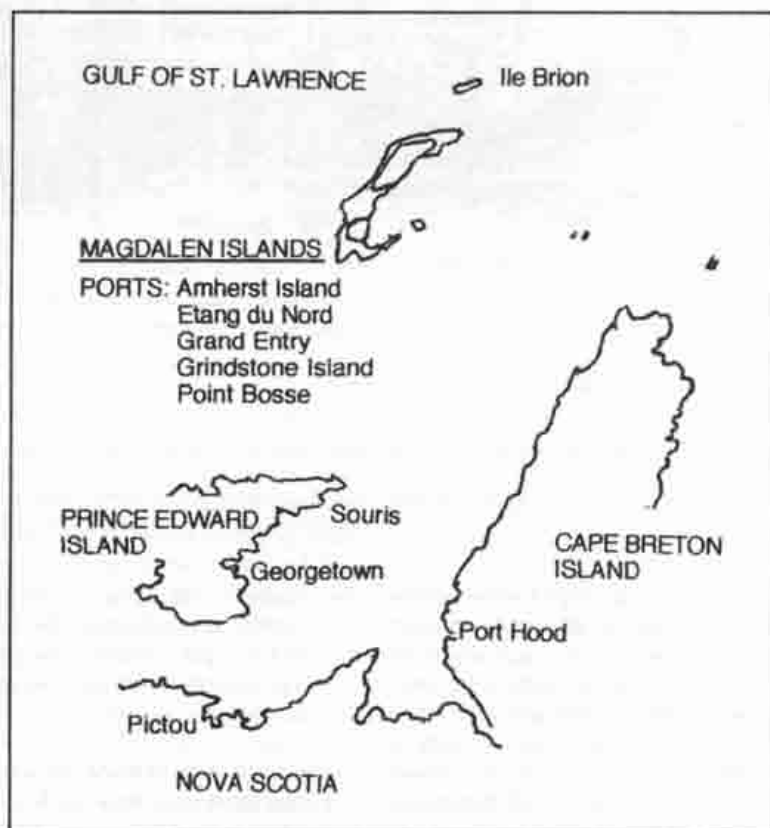 GULF OF ST. LAWRENCE
Ile Brion
MAGDALEN ISLANDS
PORTS: Amherst Island
Etang du Nord
Grand Entry
Grindstone Island
Point Bosse
PRINCE EDWARD
ISLAND
Souris
Georgetown
CAPE BRETON
ISLAND
Port Hood
Pictou
NOVA SCOTIA